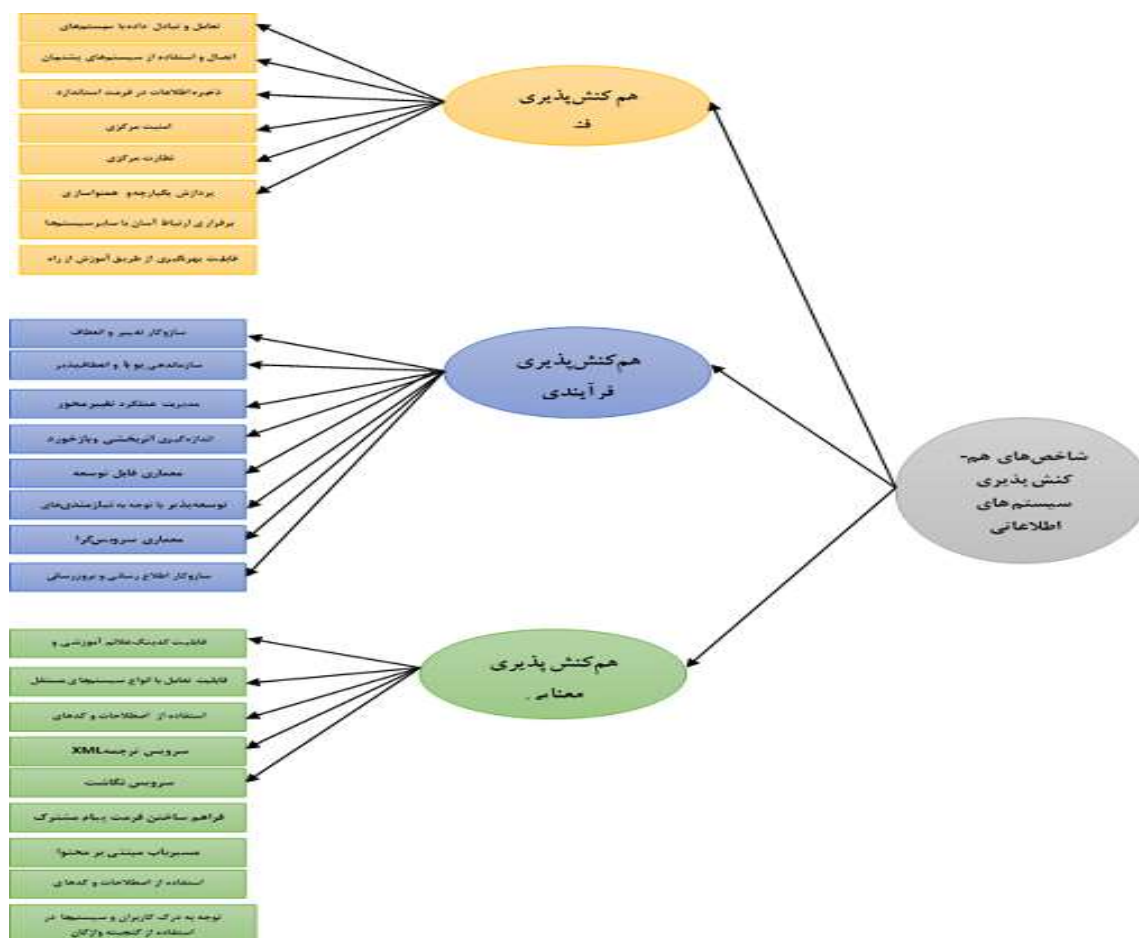 شاخص‌های هم-
کنش پذیری
سیستم‌های
اطلاعاتی
هم کنش‌پذیری
فنـ
تعامل و تبادل داده با سیستم‌های
اتصال و استفاده از سیستم‌های پشتیبان
ذخیره اطلاعات در فرمت استاندارد
امنیت مرکزی
نظارت مرکزی
پردازش یکپارچه و همنواسازی
برقراری ارتباط آسان با سایر سیستم‌ها
قابلیت بهره‌گیری از طریق آموزش از راه
هم‌کنش‌پذیری
فرآیندی
سازوکار تغییر و انعطاف
سازماندهی پویا و انعطاف‌پذیر
مدیریت عملکرد تغییر محور
اندازه‌گیری اثربخشی و بازخورد
معماری قابل توسعه
توسعه‌پذیر با توجه به نیازمندی‌های
معماری سرویس‌گرا
سازوکار اطلاع رسانی و بروزرسانی
هم‌کنش پذیری
معنایی
قابلیت کدینگ علائم آموزشی و
قابلیت تعامل با انواع سیستم‌های مستقل
استفاده از اصطلاحات و کدهای
سرویس ترجمه XML
سرویس نگاشت
فراهم ساختن فرمت پیام مشترک
مسیریاب مبتنی بر محتوا
استفاده از اصطلاحات و کدهای
توجه به درک کاربران و سیستم‌ها در
استفاده از گنجینه واژگان